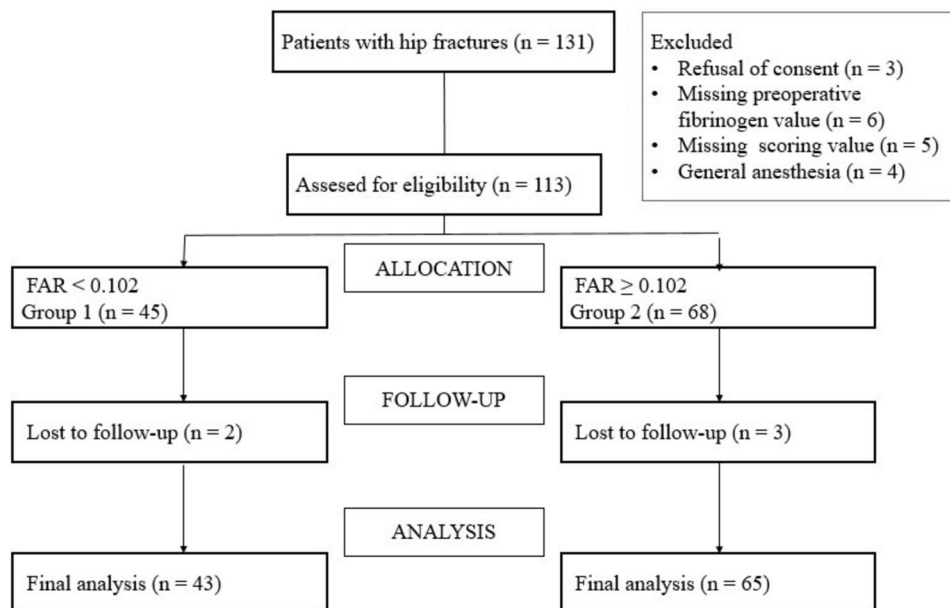 Patients with hip fractures (n = 131)
Excluded
• Refusal of consent (n = 3)
• Missing preoperative
fibrinogen value (n = 6)
• Missing scoring value (n = 5)
• General anesthesia (n = 4)
Assesed for eligibility (n = 113)
ALLOCATION
FAR < 0.102
Group 1 (n = 45)
FAR ≥ 0.102
Group 2 (n = 68)
FOLLOW-UP
Lost to follow-up (n = 2)
Lost to follow-up (n = 3)
ANALYSIS
Final analysis (n = 43)
Final analysis (n = 65)